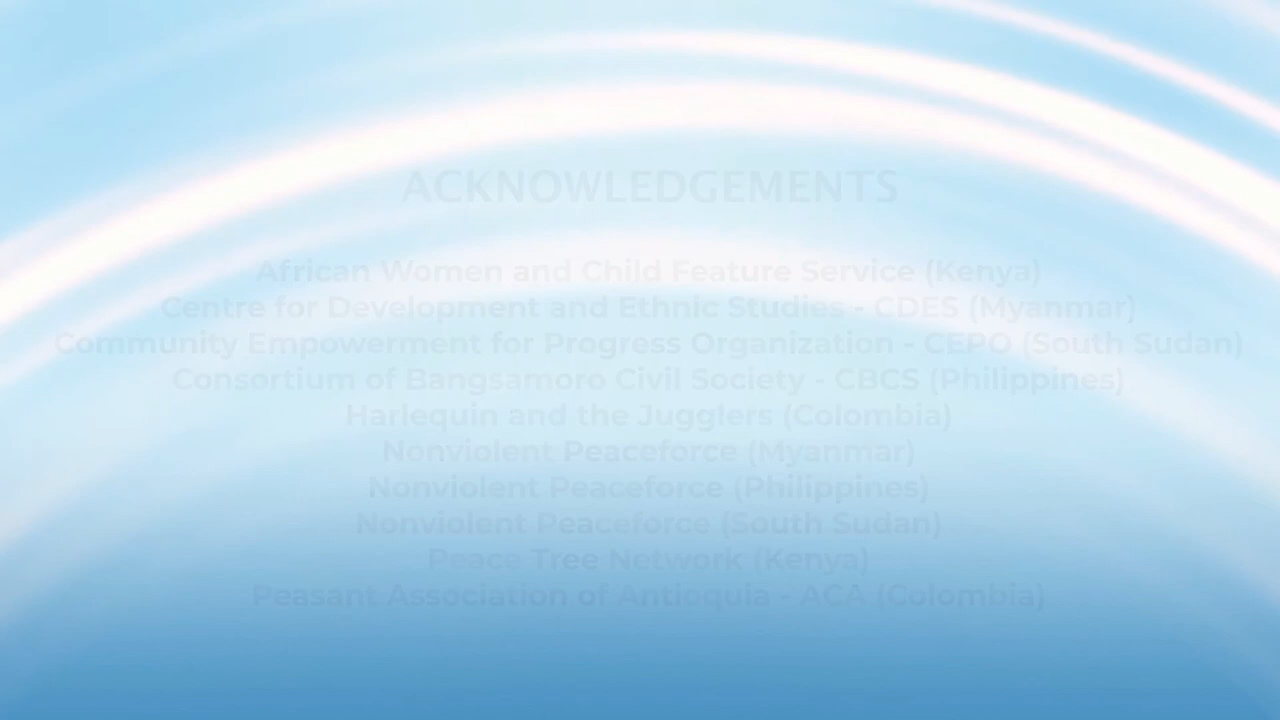 ACKNOWLEDGEMENTS
African Women and Child Feature Service (Kenya)
Centre for Development and Ethnic Studies - CDES (Myanmar)
Community Empowerment for Progress Organization - CEPO (South Sudan)
Consortium of Bangsamoro Civil Society - CBCS (Philippines)
Harlequin and the Jugglers (Colombia)
Nonviolent Peaceforce (Myanmar)
Nonviolent Peaceforce (Philippines)
Nonviolent Peaceforce (South Sudan)
Peace Tree Network (Kenya)
Peasant Association of Antioquia - ACA (Colombia)